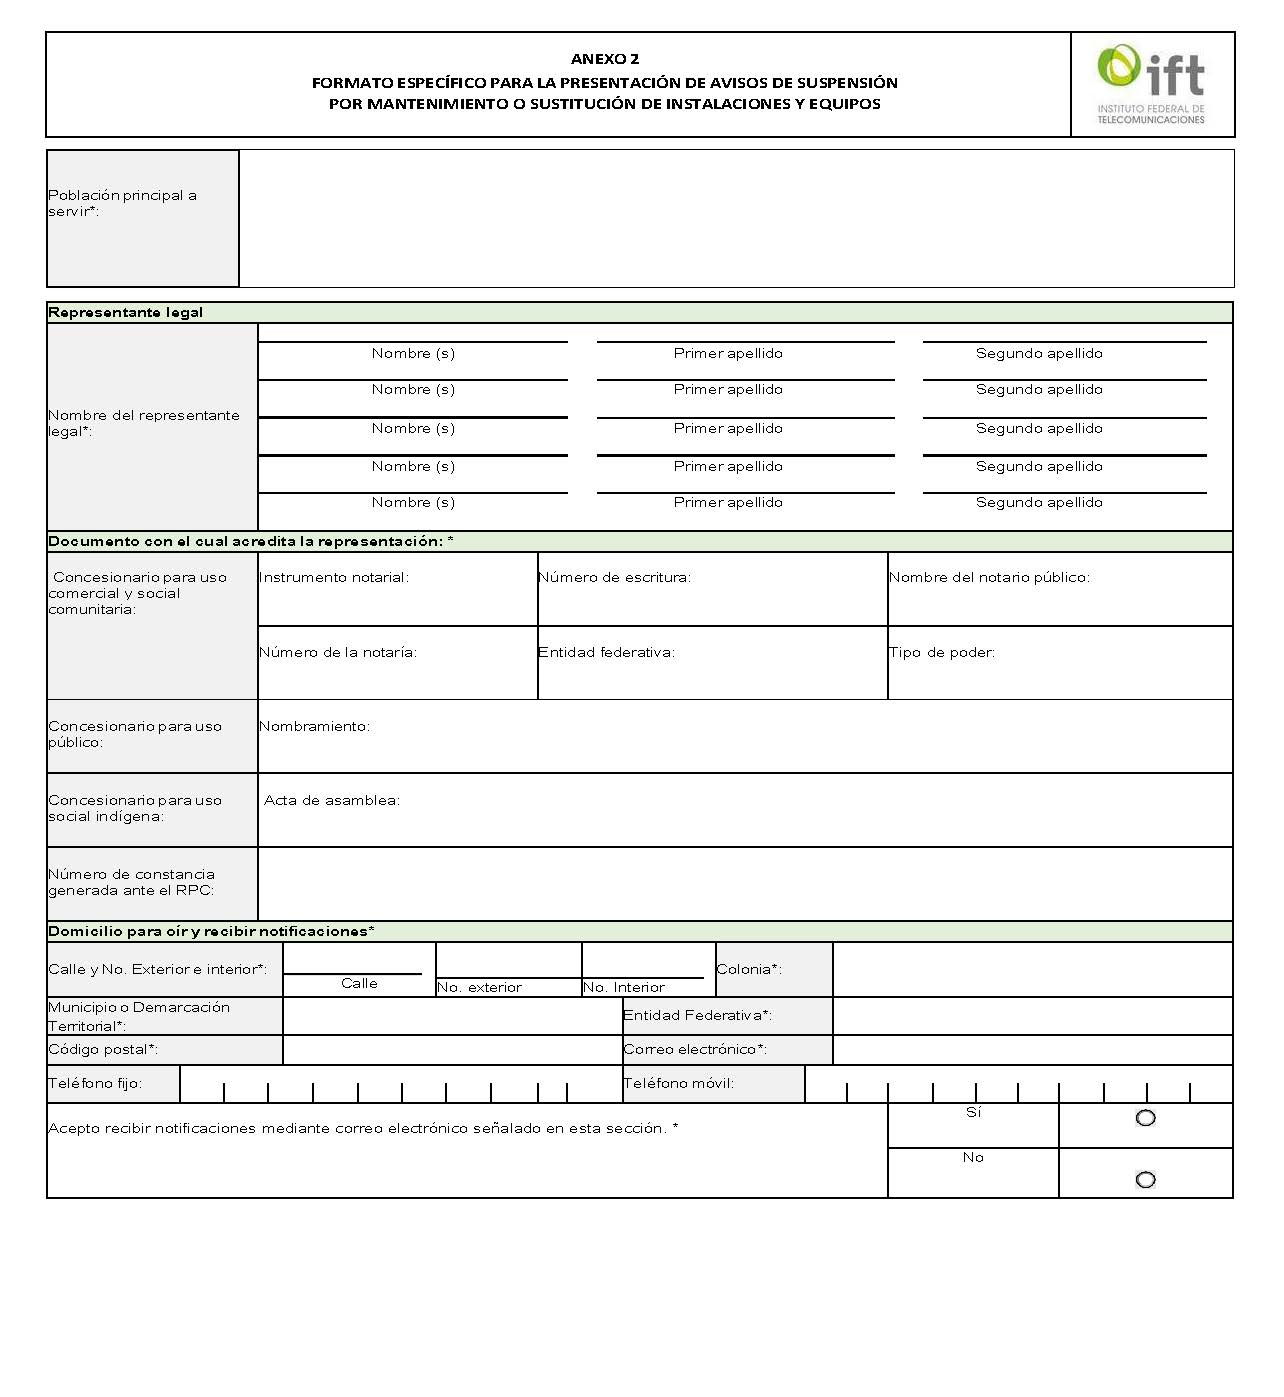 ANEXO 2
FORMATO ESPECÍFICO PARA LA PRESENTACIÓN DE AVISOS DE SUSPENSIÓN
POR MANTENIMIENTO O SUSTITUCIÓN DE INSTALACIONES Y EQUIPOS
ift
INSTITUTO FEDERAL DE
TELECOMUNICACIONES
Población principal a
servir*:
Representante legal
Nombre del representante
legal*:
Nombre (s) Primer apellido Segundo apellido
Nombre (s) Primer apellido Segundo apellido
Nombre (s) Primer apellido Segundo apellido
Nombre (s) Primer apellido Segundo apellido
Nombre (s) Primer apellido Segundo apellido
Documento con el cual acredita la representación: *
Concesionario para uso
comercial y social
comunitaria:
Instrumento notarial: Número de escritura: Nombre del notario público:
Número de la notaría: Entidad federativa: Tipo de poder:
Concesionario para uso
público:
Nombramiento:
Concesionario para uso
social indígena:
Acta de asamblea:
Número de constancia
generada ante el RPC:
Domicilio para oír y recibir notificaciones*
Calle y No. Exterior e interior*:
Calle No. exterior No. Interior
Colonia*:
Municipio o Demarcación
Territorial*:
Entidad Federativa*:
Código postal*: Correo electrónico*:
Teléfono fijo: Teléfono móvil:
Acepto recibir notificaciones mediante correo electrónico señalado en esta sección. *
Sí
No